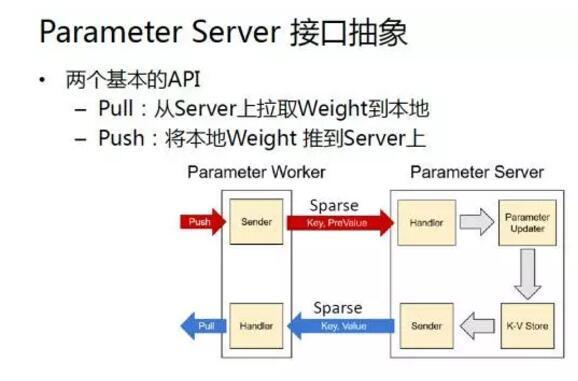 Parameter Server 接口抽象
• 两个基本的API
– Pull：从Server上拉取Weight到本地
– Push：将本地Weight 推到Server上
Parameter Worker
Parameter Server
Push
Sender
Sparse
Key, PreValue
Handler
Parameter
Updater
Pull
Handler
Sparse
Key, Value
Sender
K-V Store